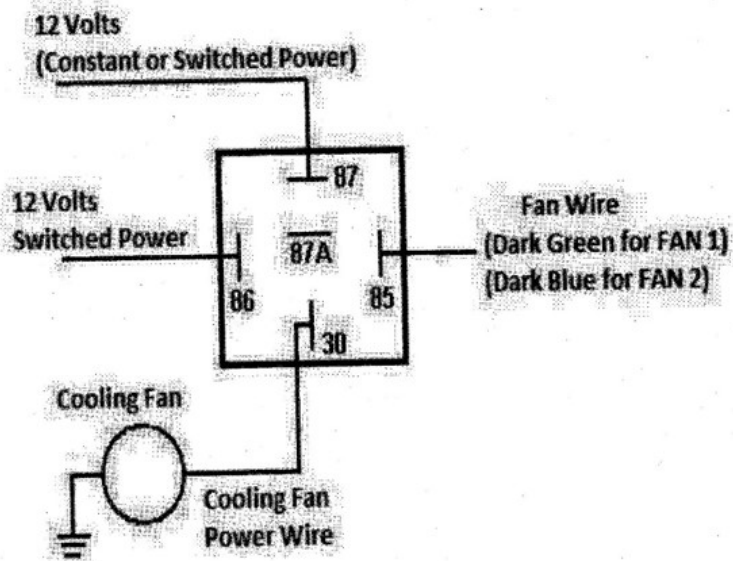 12 Volts
(Constant or Switched Power)
87
12 Volts
Switched Power
87A
Fan Wire
(Dark Green for FAN 1)
(Dark Blue for FAN 2)
86
85
30
Cooling Fan
Cooling Fan
Power Wire